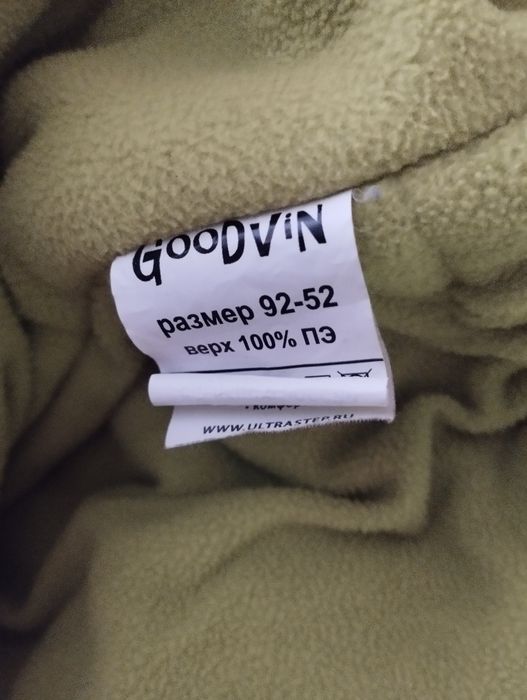 GOODViN
размер 92-52
верх 100% ПЭ
WWW.ULTRASTEP.RU